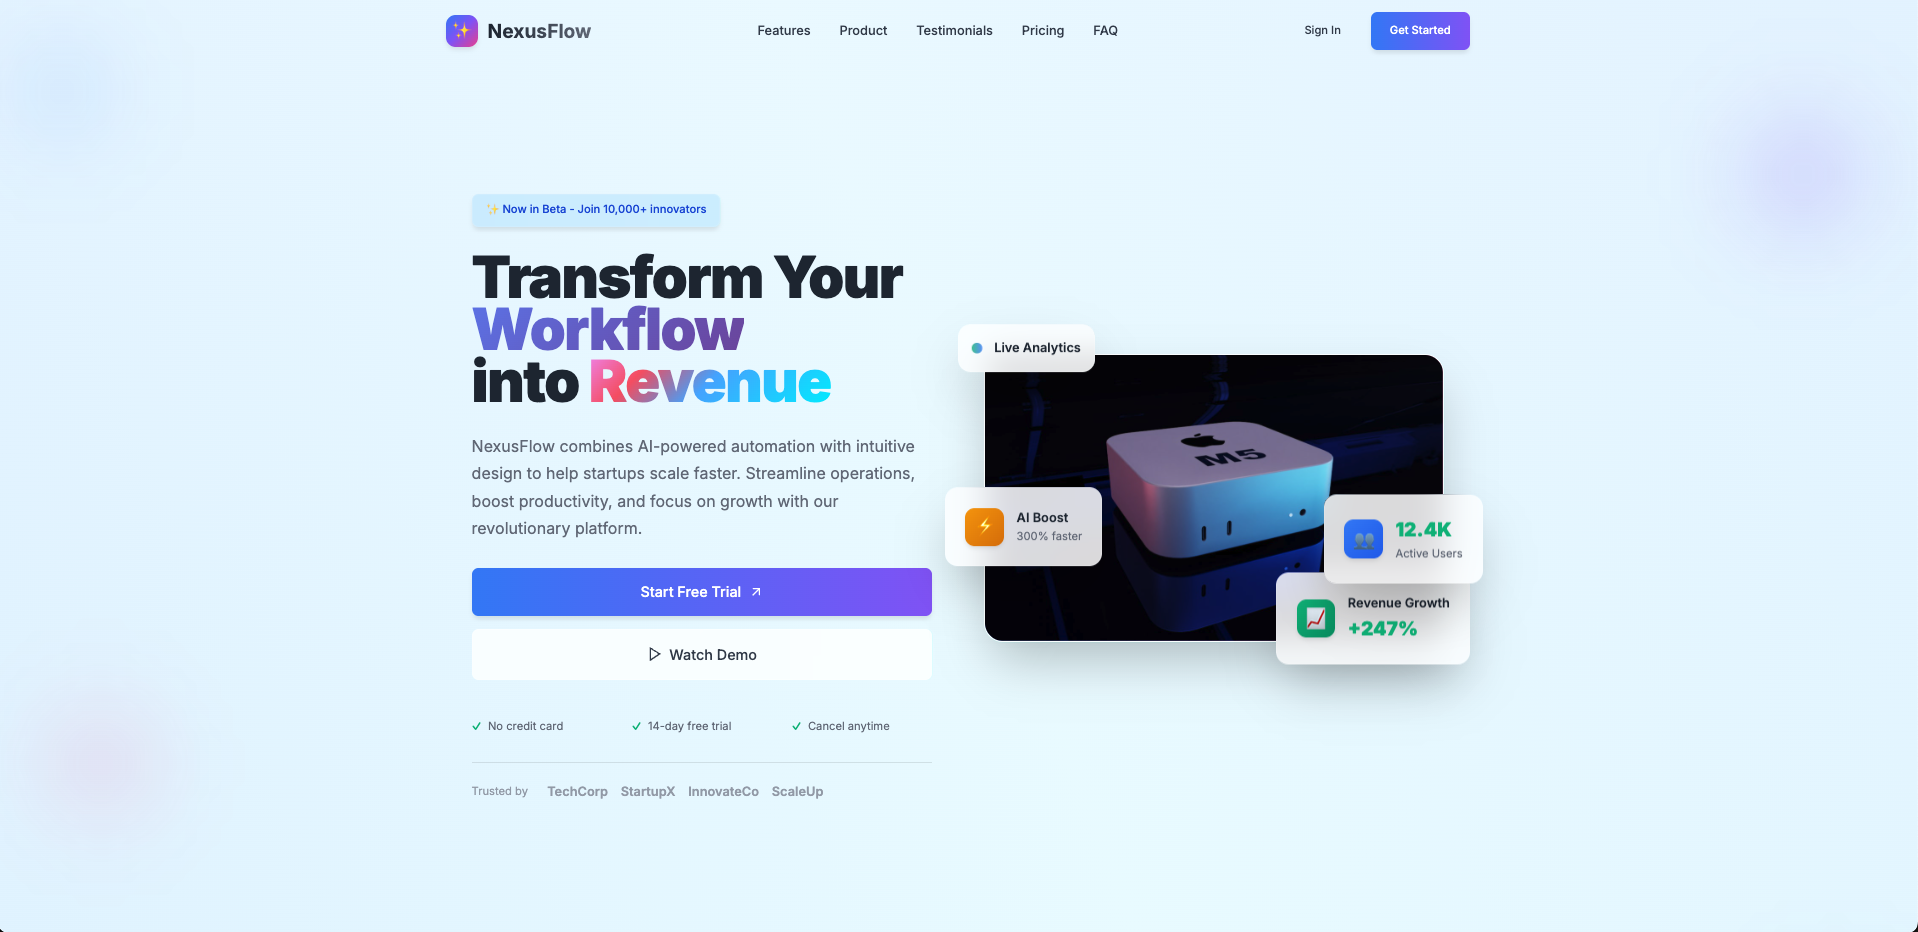 NexusFlow
Features Product Testimonials Pricing FAQ
Sign In
Get Started
✨ Now in Beta - Join 10,000+ innovators
Transform Your
Workflow
into Revenue
NexusFlow combines AI-powered automation with intuitive
design to help startups scale faster. Streamline operations,
boost productivity, and focus on growth with our
revolutionary platform.
Start Free Trial
Watch Demo
No credit card
14-day free trial
Cancel anytime
Trusted by TechCorp StartupX InnovateCo ScaleUp
Live Analytics
M5
AI Boost
300% faster
12.4K
Active Users
Revenue Growth
+247%